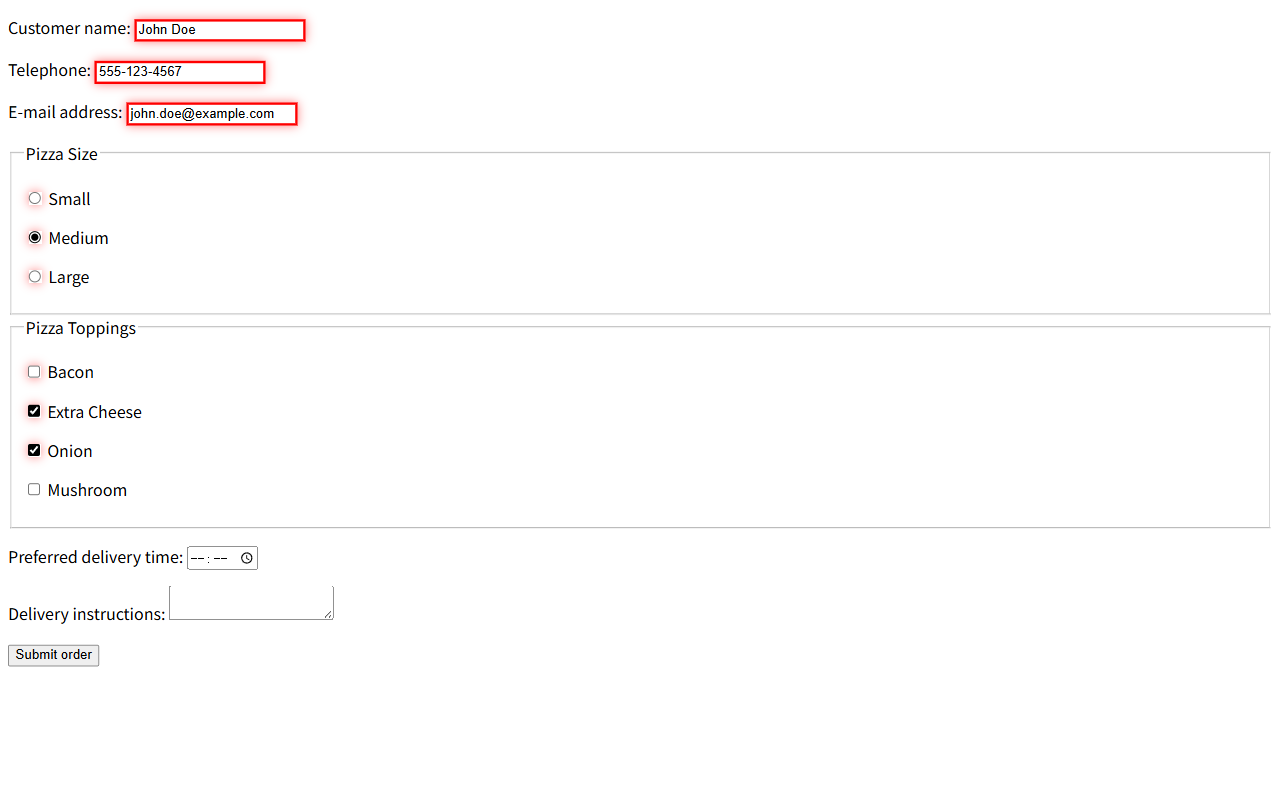 Customer name: John Doe
Telephone: 555-123-4567
E-mail address: john.doe@example.com
Pizza Size
Small
Medium
Large
Pizza Toppings
Bacon
Extra Cheese
Onion
Mushroom
Preferred delivery time: --:--
Delivery instructions:
Submit order